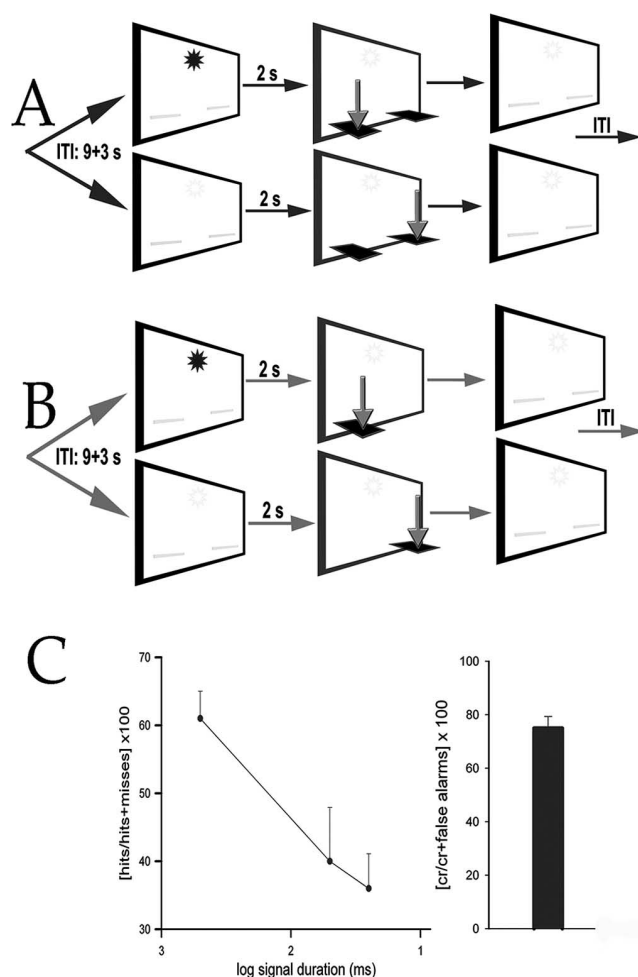 A
2 s
ITI: 9+3 s
ITI
2 s
B
2 s
ITI: 9+3 s
ITI
2 s
C
[hits/hits+misses] x100
70
60
50
40
30
3
2
1
log signal duration (ms)
[cr/cr+false alarms] x 100
100
80
60
40
20
0